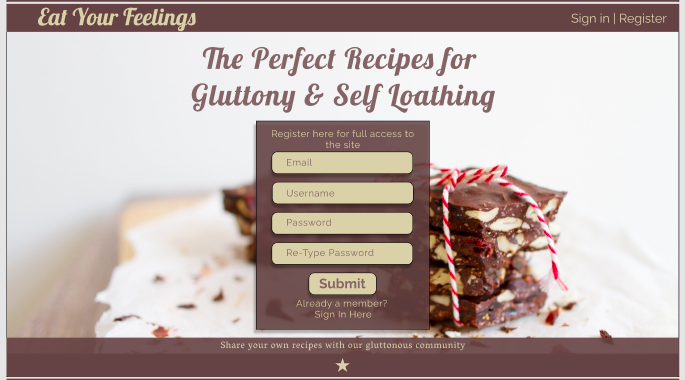 Eat Your Feelings
Sign in | Register
The Perfect Recipes for
Gluttony & Self Loathing
Register here for full access to
the site
Email
Username
Password
Re-Type Password
Submit
Already a member?
Sign In Here
Share your own recipes with our gluttonous community